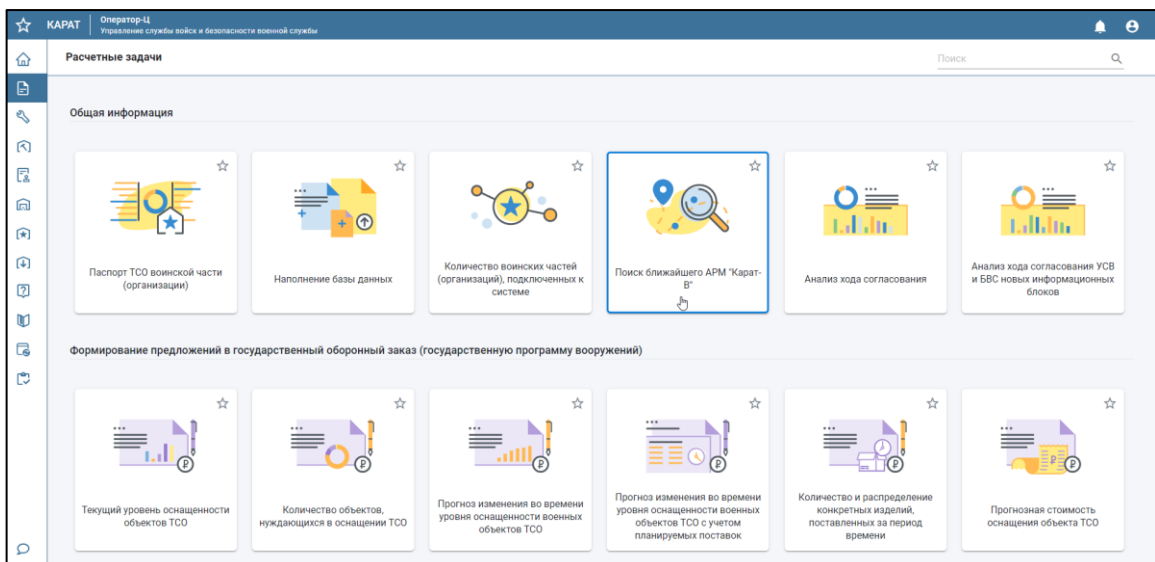 КАРАТ
Оператор-Ц
Управление службы войск и безопасности военной службы
Расчетные задачи
Поиск
Общая информация
Паспорт ТСО воинской части
(организации)
Наполнение базы данных
Количество воинских частей
(организаций), подключенных к
системе
Поиск ближайшего АРМ "Карат-
В"
Анализ хода согласования
Анализ хода согласования УСВ
и БВС новых информационных
блоков
Формирование предложений в государственный оборонный заказ (государственную программу вооружений)
Текущий уровень оснащенности
объектов ТСО
Количество объектов,
нуждающихся в оснащении ТСО
Прогноз изменения во времени
уровня оснащенности военных
объектов ТСО
Прогноз изменения во времени
уровня оснащенности военных
объектов ТСО с учетом
планируемых поставок
Количество и распределение
конкретных изделий,
поставленных за период
времени
Прогнозная стоимость
оснащения объекта ТСО